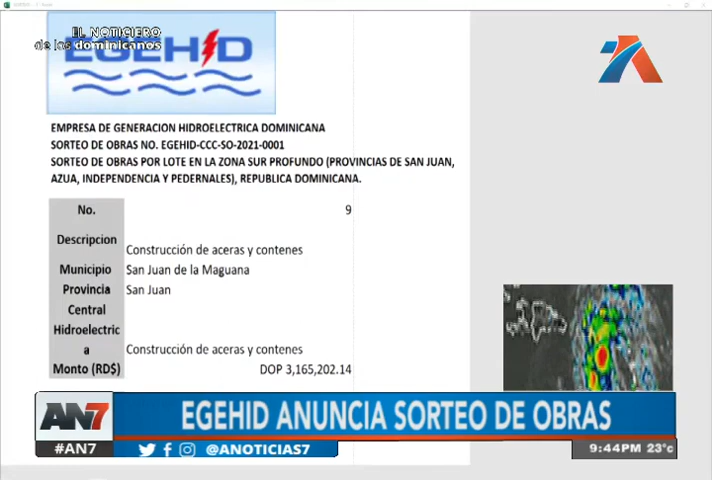 EL NOTICIERO
de los dominicanos
EGEHID
EMPRESA DE GENERACION HIDROELECTRICA DOMINICANA
SORTEO DE OBRAS NO. EGEHID-CCC-SO-2021-0001
SORTEO DE OBRAS POR LOTE EN LA ZONA SUR PROFUNDO (PROVINCIAS DE SAN JUAN,
AZUA, INDEPENDENCIA Y PEDERNALES), REPUBLICA DOMINICANA.
No. 9
Descripcion Construcción de aceras y contenes
Municipio San Juan de la Maguana
Provincia San Juan
Central
Hidroelectric
a Construcción de aceras y contenes
Monto (RD$) DOP 3,165,202.14
AN7 EGEHID ANUNCIA SORTEO DE OBRAS
#AN7 @ANOTICIAS7 9:44PM 23°c